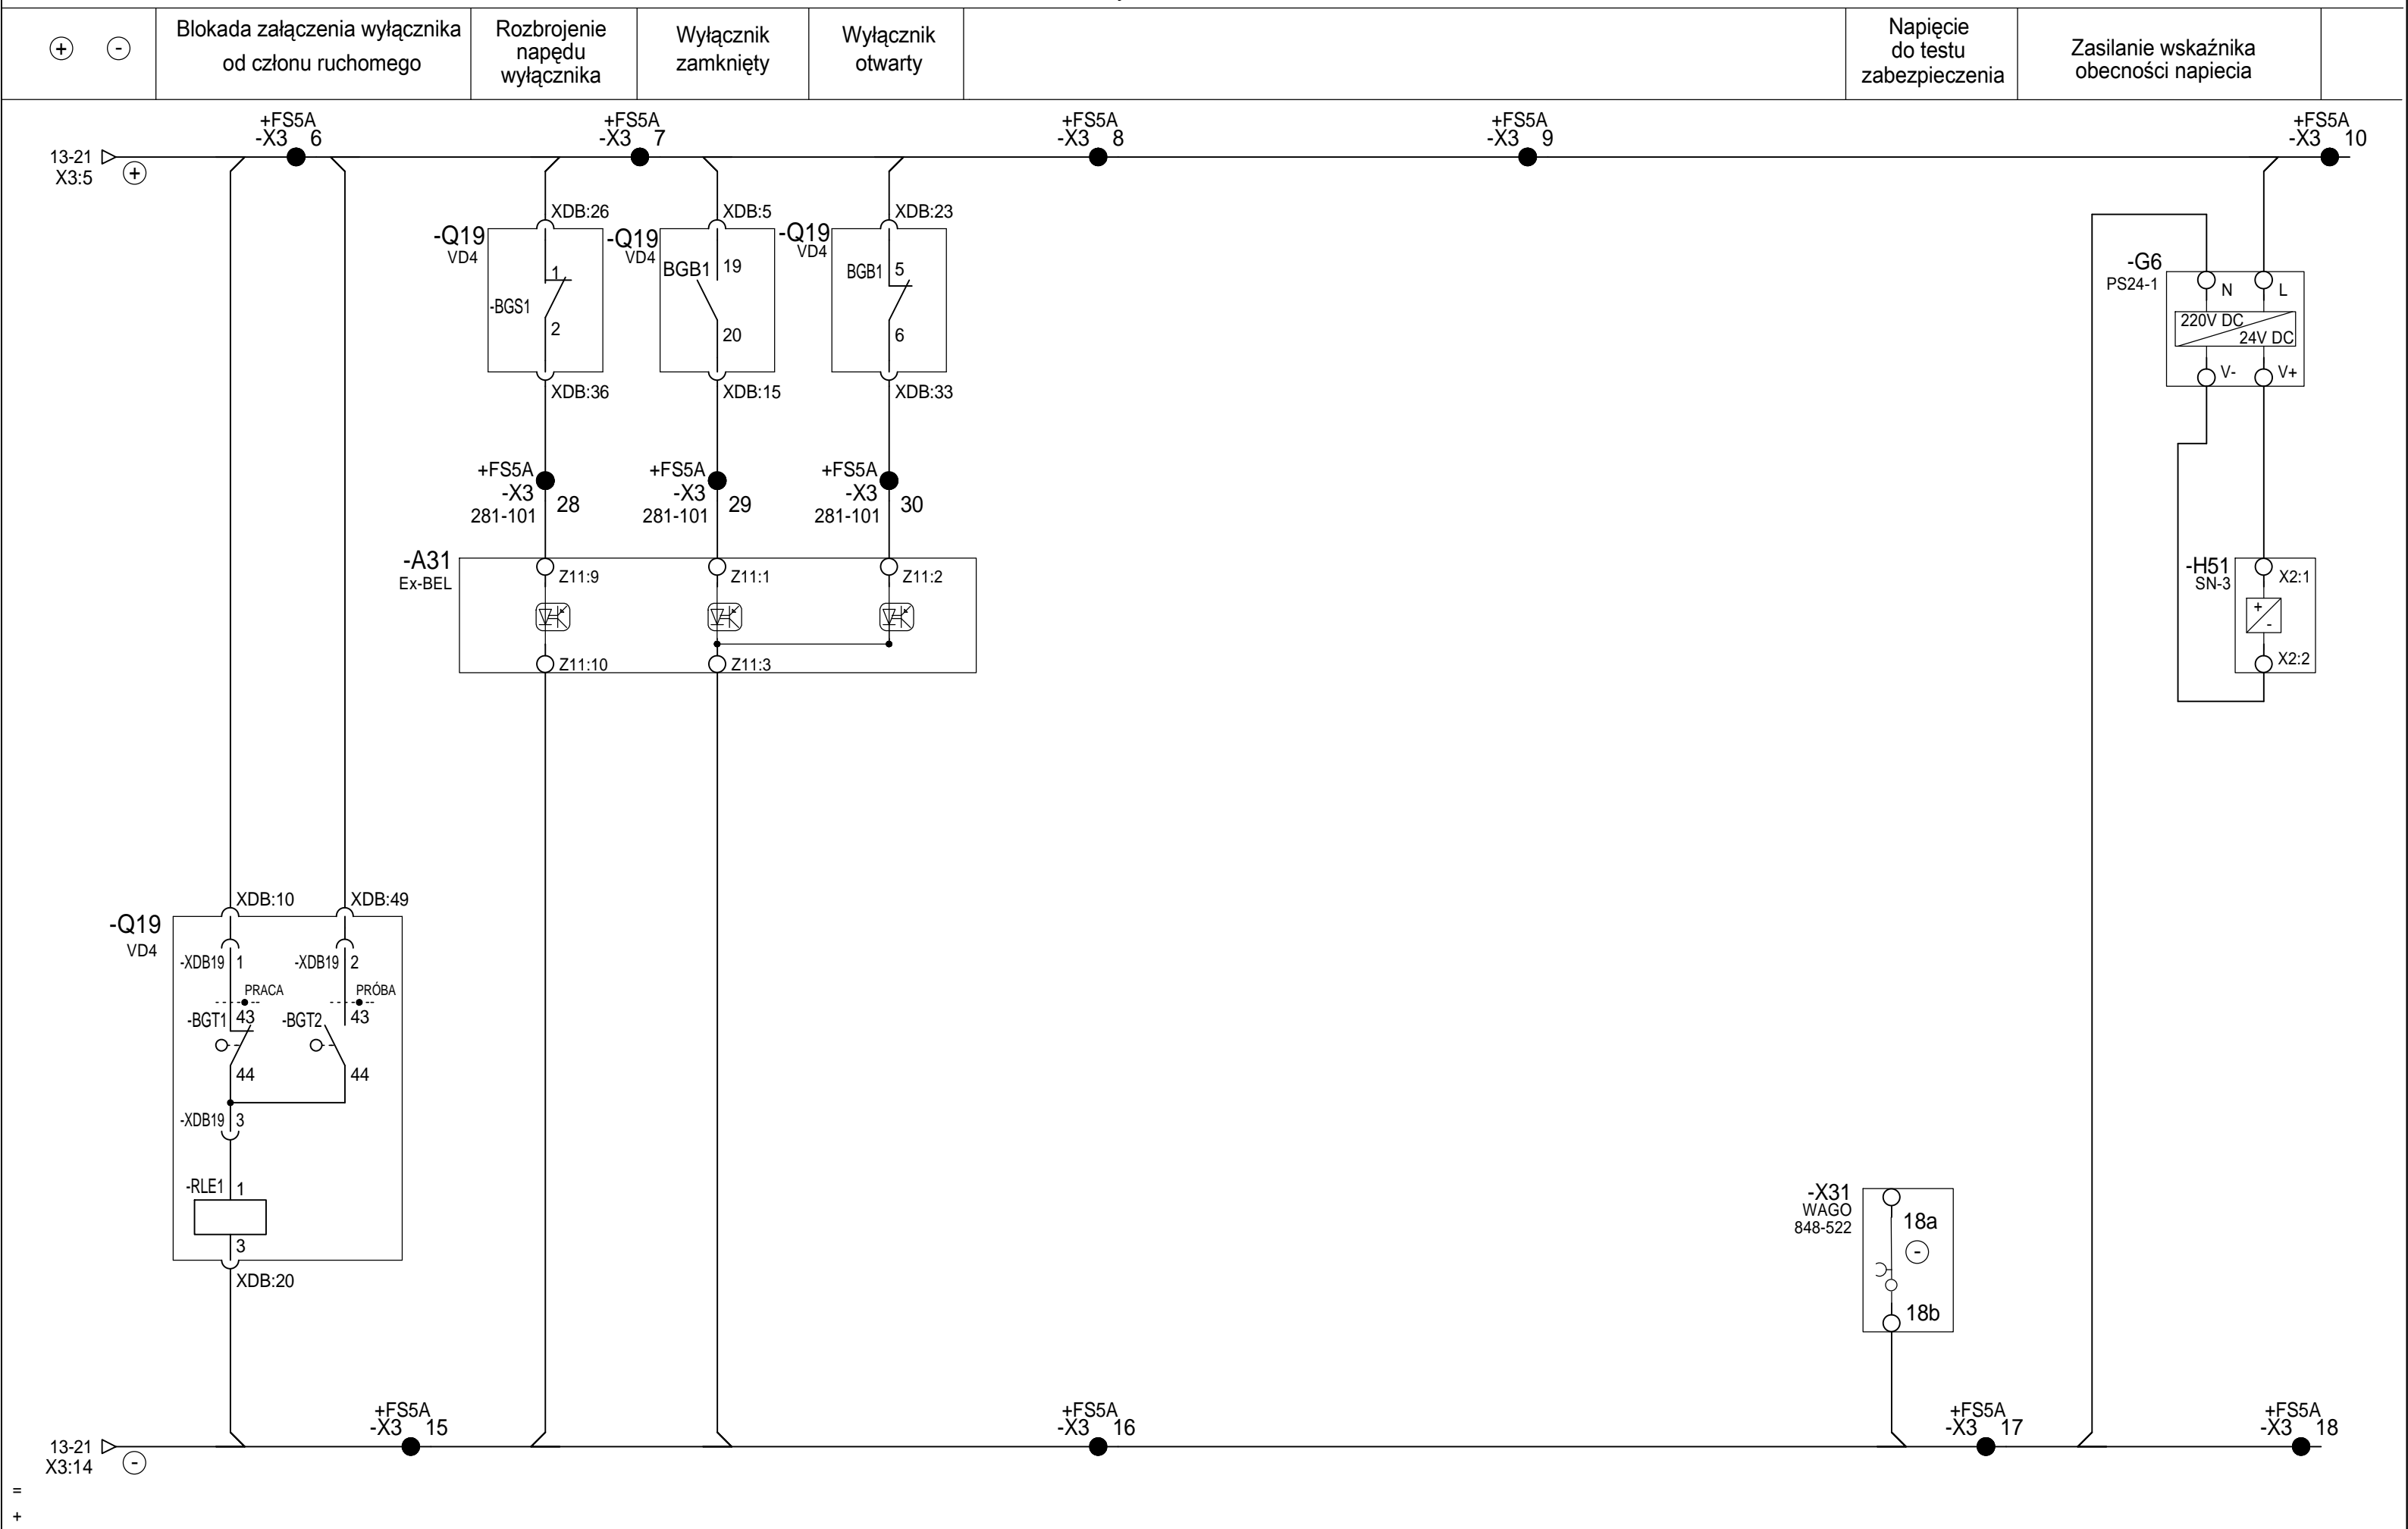 + -
Blokada załączenia wyłącznika
od członu ruchomego
Rozbrojenie
napędu
wyłącznika
Wyłącznik
zamknięty
Wyłącznik
otwarty
Napięcie
do testu
zabezpieczenia
Zasilanie wskaźnika
obecności napiecia
+FS5A
-X3 6
+FS5A
-X3 7
+FS5A
-X3 8
+FS5A
-X3 9
+FS5A
-X3 10
13-21
X3:5
+
XDB:26
-Q19
VD4
1
-BGS1
2
XDB:36
XDB:5
-Q19
VD4
BGB1 19
20
XDB:15
XDB:23
-Q19
VD4
BGB1 5
6
XDB:33
-G6
PS24-1
N L
220V DC
24V DC
V- V+
+FS5A
-X3
281-101
28
+FS5A
-X3
281-101
29
+FS5A
-X3
281-101
30
-A31
Ex-BEL
Z11:9
Z11:1
Z11:2
Z11:10
Z11:3
-H51
SN-3
X2:1
+
-
X2:2
XDB:10
XDB:49
-Q19
VD4
-XDB19 1
-XDB19 2
PRACA
PRÓBA
-BGT1 43
-BGT2 43
44
44
-XDB19 3
-RLE1 1
3
XDB:20
-X31
WAGO
848-522
18a
-
18b
+FS5A
-X3 15
+FS5A
-X3 16
+FS5A
-X3 17
+FS5A
-X3 18
13-21
X3:14
-
=
+